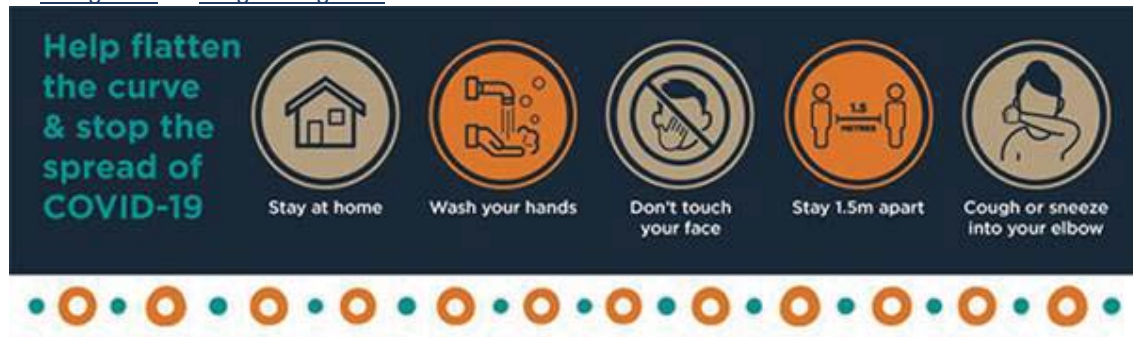 Help flatten
the curve
& stop the
spread of
COVID-19
1.5
METRES
Stay at home
Wash your hands
Don't touch
your face
Stay 1.5m apart
Cough or sneeze
into your elbow